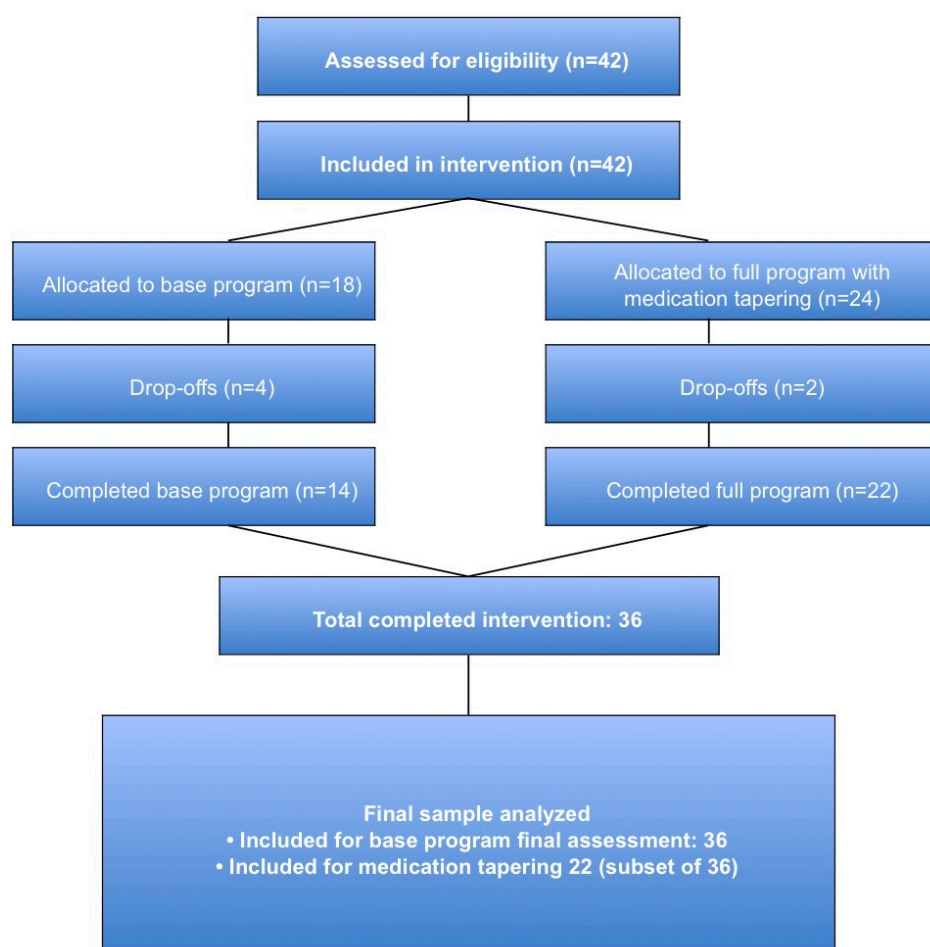 Assessed for eligibility (n=42)
Included in intervention (n=42)
Allocated to base program (n=18)
Allocated to full program with
medication tapering (n=24)
Drop-offs (n=4)
Drop-offs (n=2)
Completed base program (n=14)
Completed full program (n=22)
Total completed intervention: 36
Final sample analyzed
• Included for base program final assessment: 36
• Included for medication tapering 22 (subset of 36)